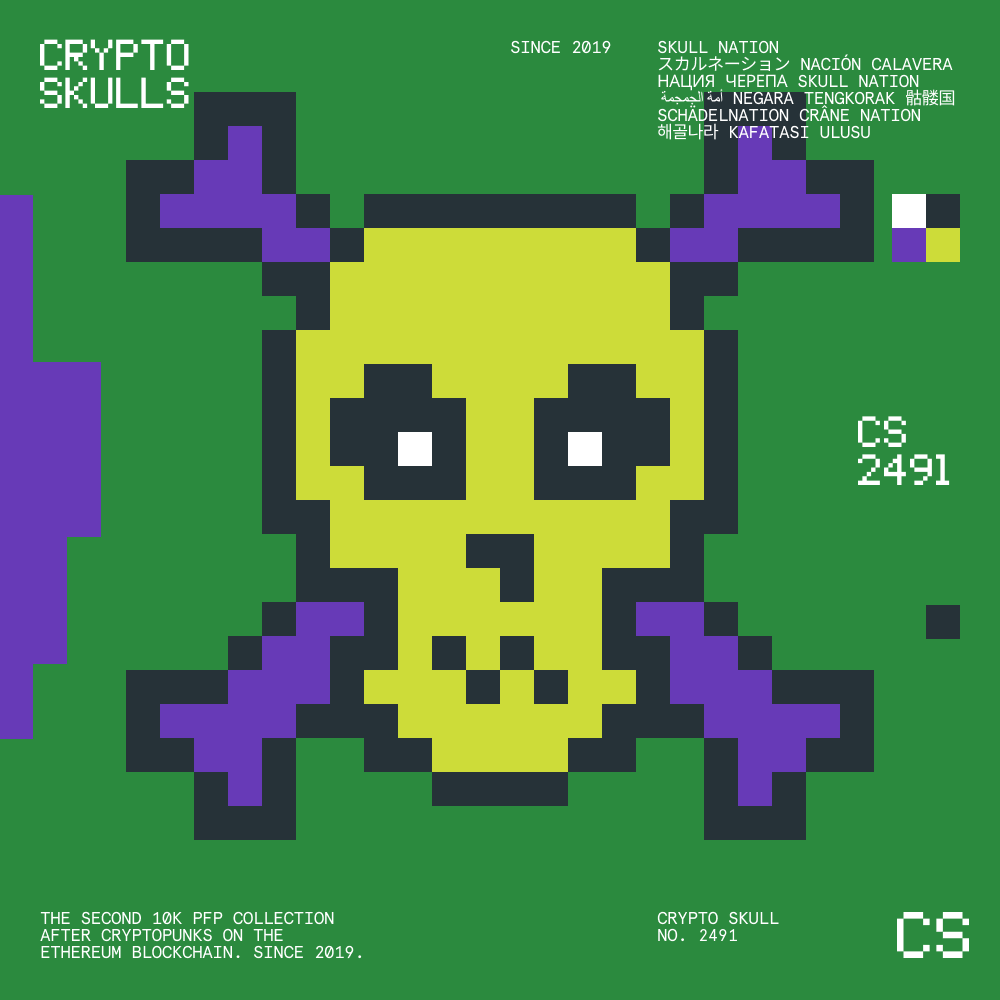 CRYPTO
SKULLS
SINCE 2019
SKULL NATION
スカルネーション NACIÓN CALAVERA
НАЦИЯ ЧЕРЕПА SKULL NATION
أمة الجمجمة NEGARA TENGKORAK 骷髅国
SCHÄDELNATION CRÂNE NATION
해골나라 KAFATASI ULUSU
CS
2491
THE SECOND 10K PFP COLLECTION
AFTER CRYPTOPUNKS ON THE
ETHEREUM BLOCKCHAIN. SINCE 2019.
CRYPTO SKULL
NO. 2491
CS